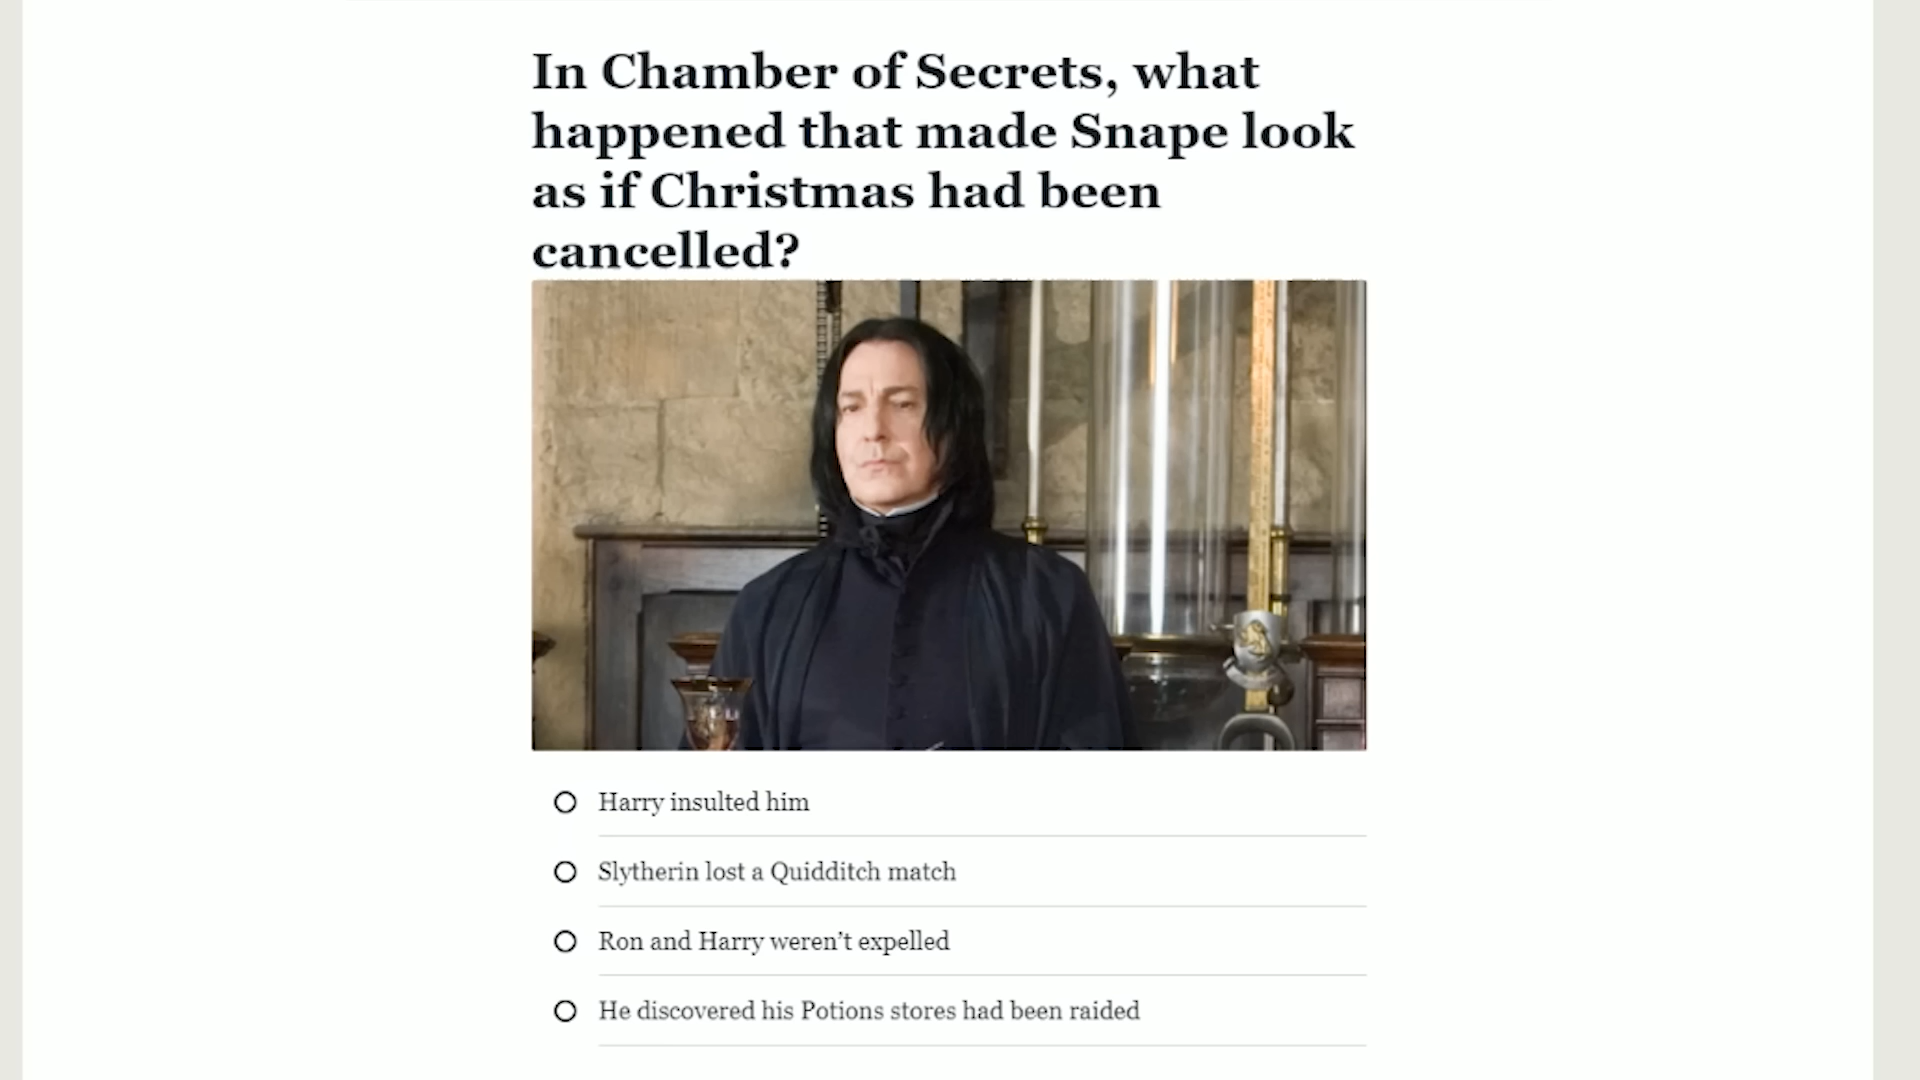 In Chamber of Secrets, what
happened that made Snape look
as if Christmas had been
cancelled?
Harry insulted him
Slytherin lost a Quidditch match
Ron and Harry weren’t expelled
He discovered his Potions stores had been raided